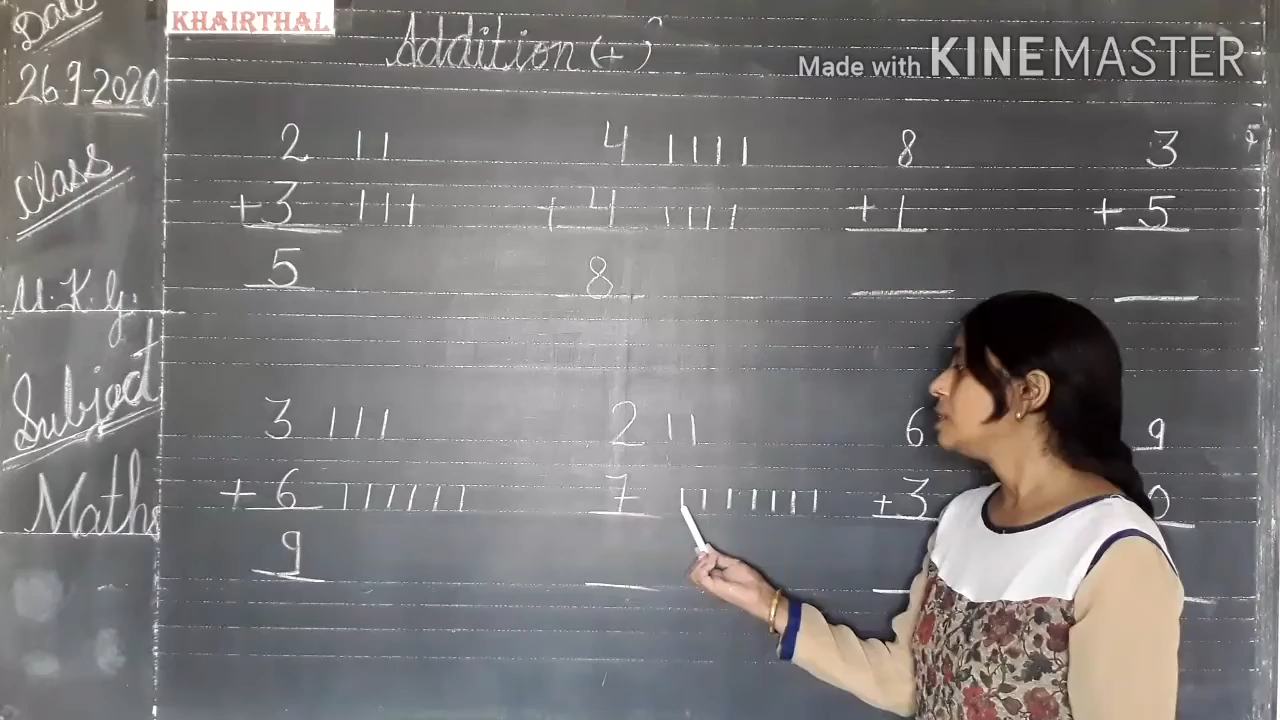 KHAIRTHAL
Made with KINEMASTER
Date
26 9-2020
Class
U.K.G.
Subject
Maths
Addition (+)
2 || 4 |||| 8 3
+3 ||| +4 |||| +1 +5
5 8
3 ||| 2 || 6 9
+6 |||||| 7 ||||||| +3 0
9